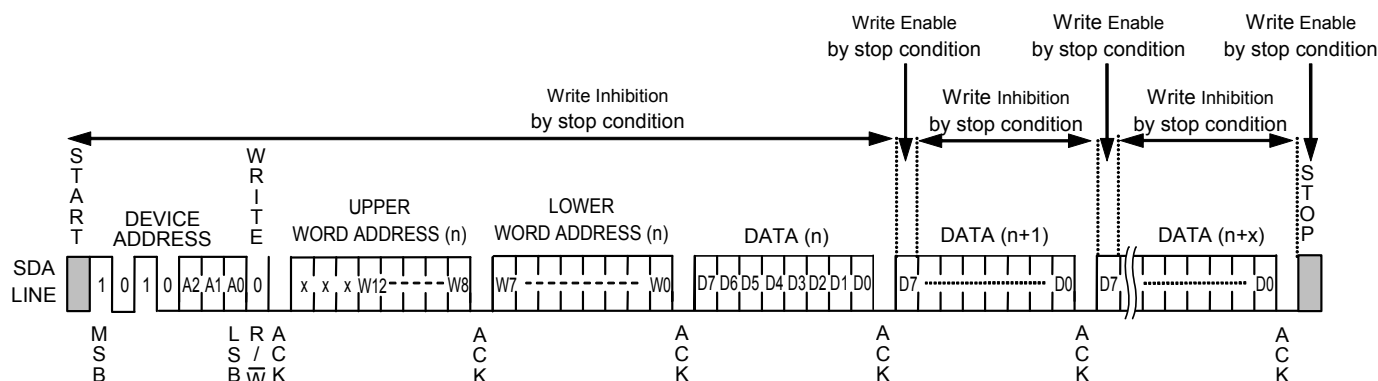 Write Enable
by stop condition
Write Enable
by stop condition
Write Enable
by stop condition
Write Inhibition
by stop condition
Write Inhibition
by stop condition
Write Inhibition
by stop condition
START
WRITE
STOP
DEVICE
ADDRESS
UPPER
WORD ADDRESS (n)
LOWER
WORD ADDRESS (n)
DATA (n)
DATA (n+1)
DATA (n+x)
SDA
LINE
1 0 1 0 A2 A1 A0 0 x x x W12 W8 W7 W0 D7 D6 D5 D4 D3 D2 D1 D0 D7 D0 D7 D0
MSB
LSB
R/W
ACK
ACK
ACK
ACK
ACK
ACK